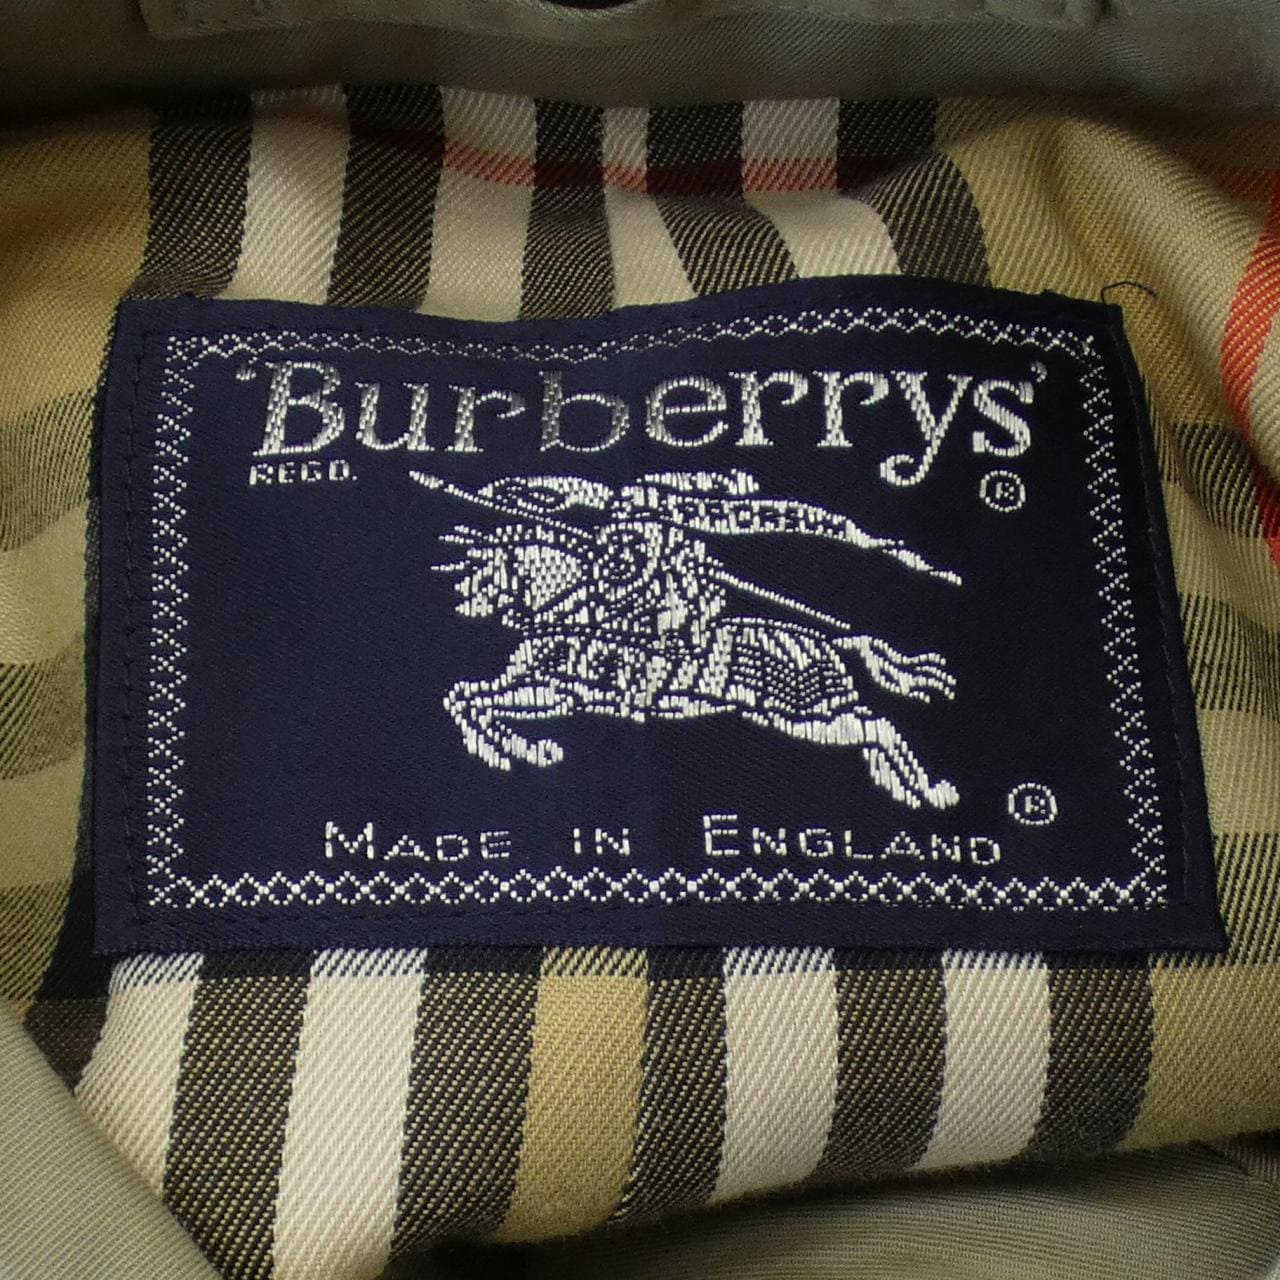 'Burberrys'
REGD.
®
®
MADE IN ENGLAND